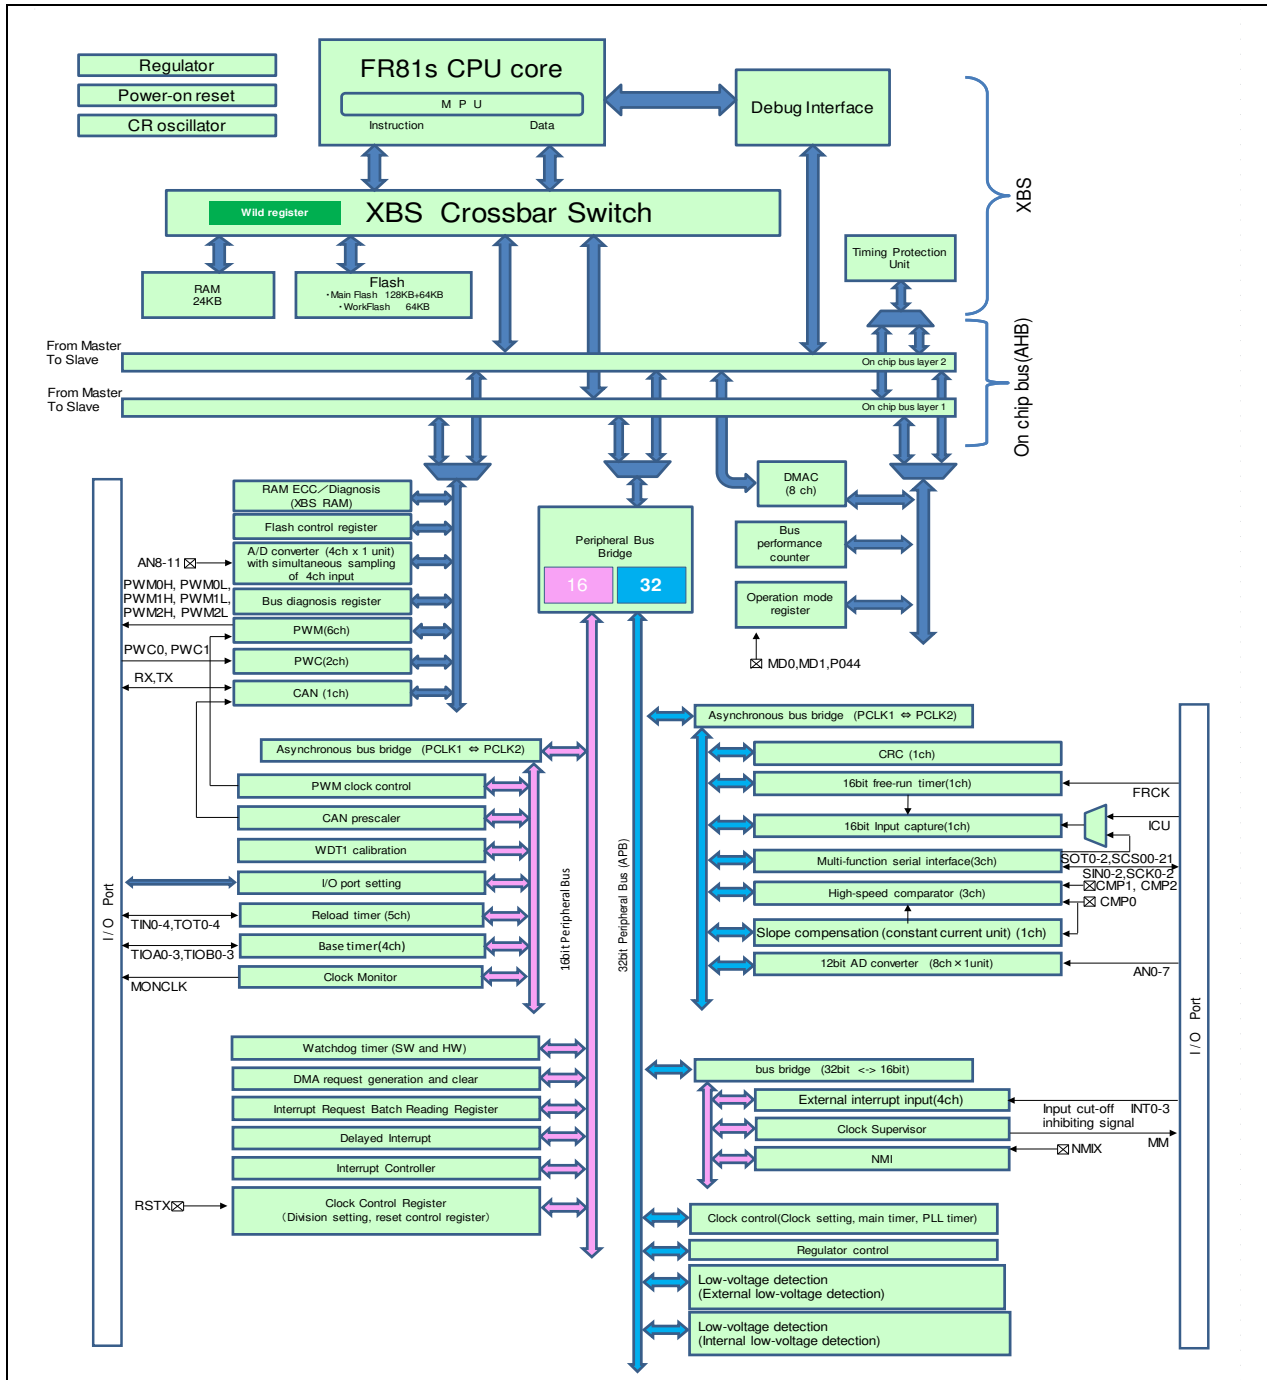 Regulator
Power-on reset
CR oscillator
FR81s CPU core
M P U
Instruction
Data
Debug Interface
XBS
Wild register
XBS Crossbar Switch
RAM
24KB
Flash
・Main Flash 128KB+64KB
・WorkFlash 64KB
Timing Protection
Unit
On chip bus(AHB)
From Master
To Slave
On chip bus layer 2
From Master
To Slave
On chip bus layer 1
RAM ECC／Diagnosis
(XBS RAM)
Flash control register
A/D converter (4ch x 1 unit)
with simultaneous sampling
of 4ch input
Bus diagnosis register
PWM(6ch)
PWC(2ch)
CAN (1ch)
AN8-11
PWM0H, PWM0L,
PWM1H, PWM1L,
PWM2H, PWM2L
PWC0, PWC1
RX,TX
Peripheral Bus
Bridge
16
32
DMAC
(8 ch)
Bus
performance
counter
Operation mode
register
MD0,MD1,P044
Asynchronous bus bridge (PCLK1 ⇔ PCLK2)
PWM clock control
CAN prescaler
WDT1 calibration
I/O port setting
Reload timer (5ch)
Base timer(4ch)
Clock Monitor
TIN0-4,TOT0-4
TIOA0-3,TIOB0-3
MONCLK
I/O Port
16bit Peripheral Bus
32bit Peripheral Bus (APB)
Asynchronous bus bridge (PCLK1 ⇔ PCLK2)
CRC (1ch)
16bit free-run timer(1ch)
16bit Input capture(1ch)
Multi-function serial interface(3ch)
High-speed comparator (3ch)
Slope compensation (constant current unit) (1ch)
12bit AD converter (8ch×1unit)
FRCK
ICU
SOT0-2,SCS00-21
SIN0-2,SCK0-2
CMP1, CMP2
CMP0
AN0-7
I/O Port
Watchdog timer (SW and HW)
DMA request generation and clear
Interrupt Request Batch Reading Register
Delayed Interrupt
Interrupt Controller
Clock Control Register
（Division setting, reset control register）
RSTX
bus bridge (32bit <-> 16bit)
External interrupt input(4ch)
Clock Supervisor
NMI
Input cut-off
inhibiting signal
INT0-3
MM
NMIX
Clock control(Clock setting, main timer, PLL timer)
Regulator control
Low-voltage detection
(External low-voltage detection)
Low-voltage detection
(Internal low-voltage detection)